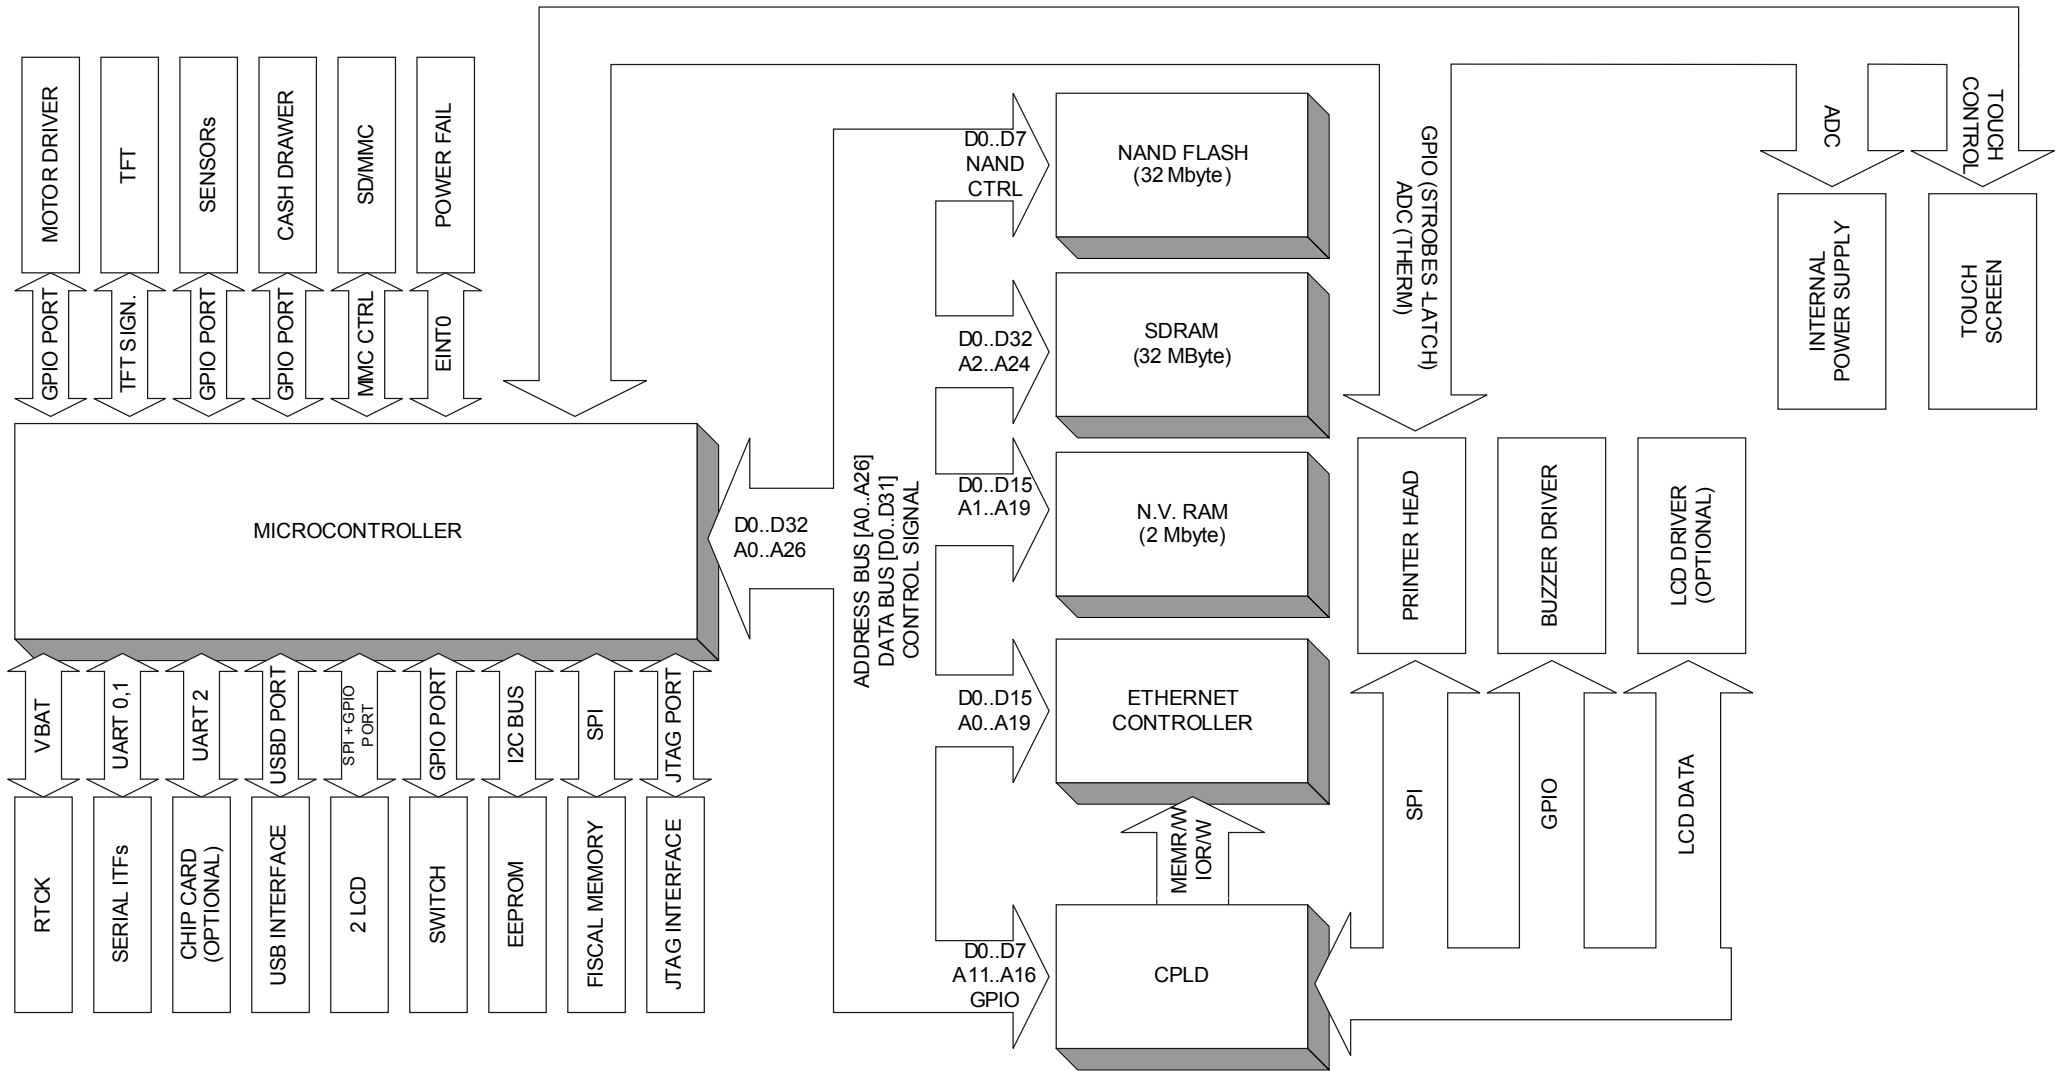 MOTOR DRIVER
TFT
SENSORs
CASH DRAWER
SD/MMC
POWER FAIL
GPIO PORT
TFT SIGN.
GPIO PORT
GPIO PORT
MMC CTRL
EINT0
MICROCONTROLLER
VBAT
UART 0,1
UART 2
USBD PORT
SPI + GPIO
PORT
GPIO PORT
I2C BUS
SPI
JTAG PORT
RTCK
SERIAL ITFs
CHIP CARD
(OPTIONAL)
USB INTERFACE
2 LCD
SWITCH
EEPROM
FISCAL MEMORY
JTAG INTERFACE
D0..D32
A0..A26
ADDRESS BUS [A0..A26]
DATA BUS [D0..D31]
CONTROL SIGNAL
D0..D7
NAND
CTRL
NAND FLASH
(32 Mbyte)
D0..D32
A2..A24
SDRAM
(32 MByte)
D0..D15
A1..A19
N.V. RAM
(2 Mbyte)
D0..D15
A0..A19
ETHERNET
CONTROLLER
MEMR/W
IOR/W
D0..D7
A11..A16
GPIO
CPLD
GPIO (STROBES -LATCH)
ADC (THERM)
ADC
TOUCH
CONTROL
INTERNAL
POWER SUPPLY
TOUCH
SCREEN
PRINTER HEAD
BUZZER DRIVER
LCD DRIVER
(OPTIONAL)
SPI
GPIO
LCD DATA